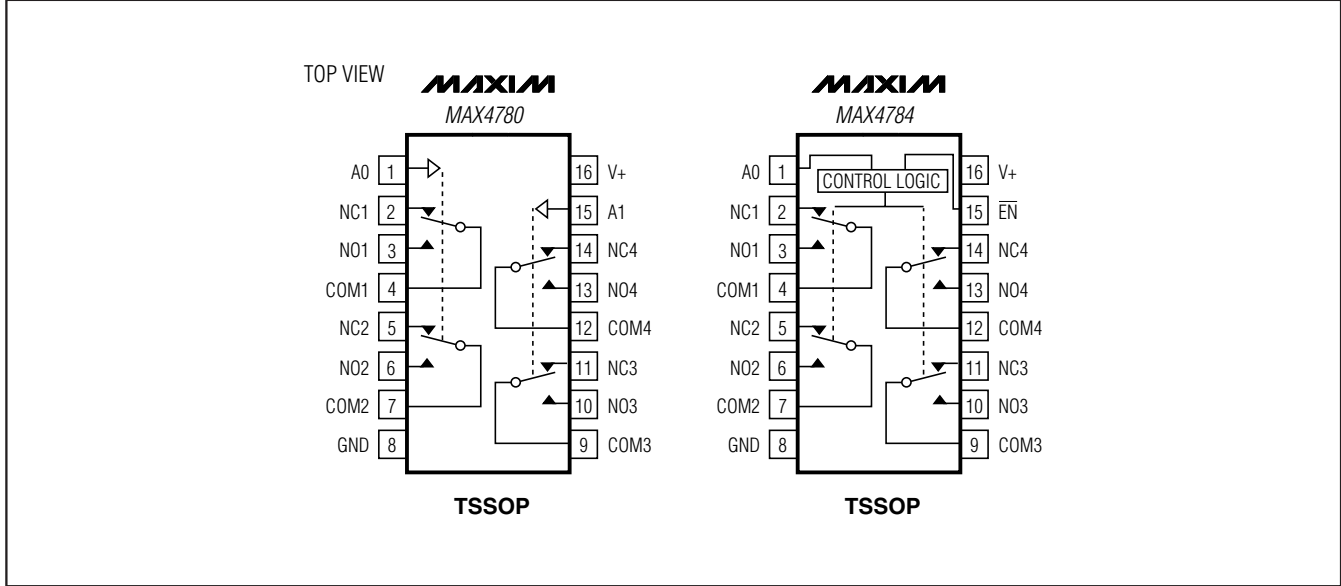 TOP VIEW
MAXIM
MAX4780
A0 1
NC1 2
NO1 3
COM1 4
NC2 5
NO2 6
COM2 7
GND 8
16 V+
15 A1
14 NC4
13 NO4
12 COM4
11 NC3
10 NO3
9 COM3
TSSOP
MAXIM
MAX4784
CONTROL LOGIC
A0 1
NC1 2
NO1 3
COM1 4
NC2 5
NO2 6
COM2 7
GND 8
16 V+
15 E̅N̅
14 NC4
13 NO4
12 COM4
11 NC3
10 NO3
9 COM3
TSSOP